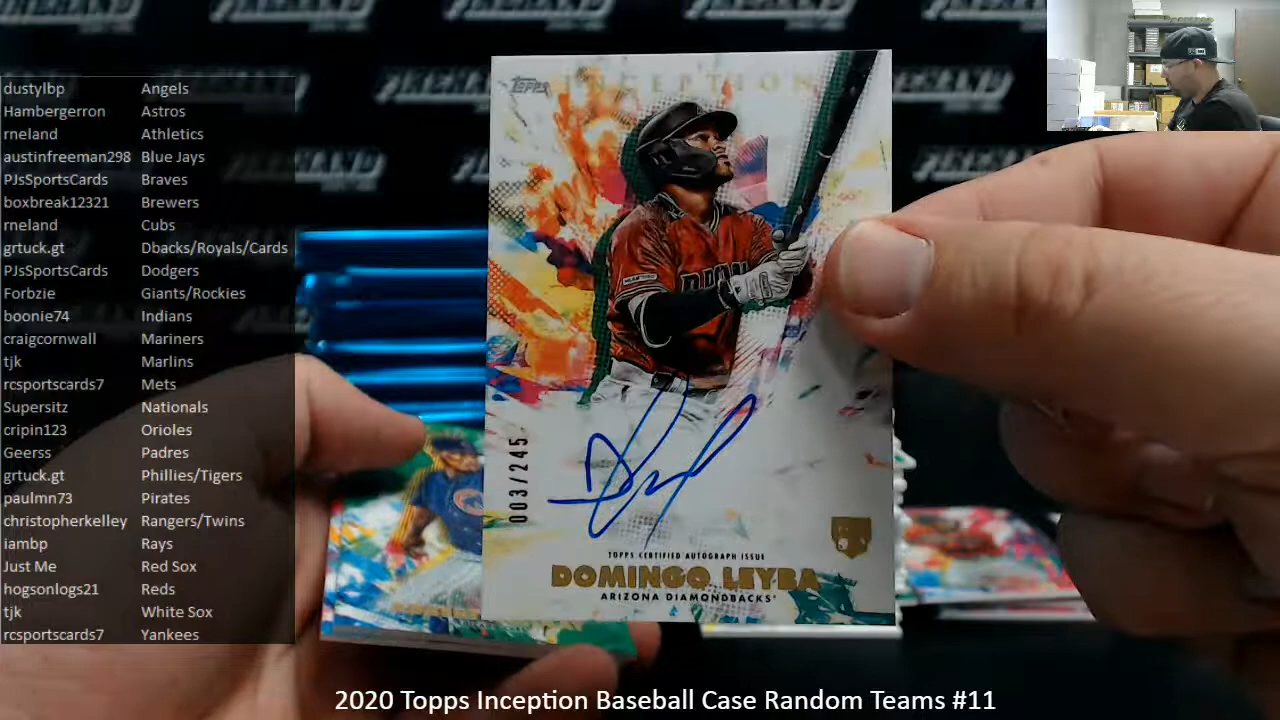 dustylbp Angels
Hambergerron Astros
rneland Athletics
austinfreeman298 Blue Jays
PJsSportsCards Braves
boxbreak12321 Brewers
rneland Cubs
grtuck.gt Dbacks/Royals/Cards
PJsSportsCards Dodgers
Forbzie Giants/Rockies
boonie74 Indians
craigcornwall Mariners
tjk Marlins
rcsportscards7 Mets
Supersitz Nationals
cripin123 Orioles
Geerss Padres
grtuck.gt Phillies/Tigers
paulmn73 Pirates
christopherkelley Rangers/Twins
iambp Rays
Just Me Red Sox
hogsonlogs21 Reds
tjk White Sox
rcsportscards7 Yankees
TOPPS INCEPTION
003/245
TOPPS CERTIFIED AUTOGRAPH ISSUE
DOMINGO LEYBA
ARIZONA DIAMONDBACKS
2020 Topps Inception Baseball Case Random Teams #11